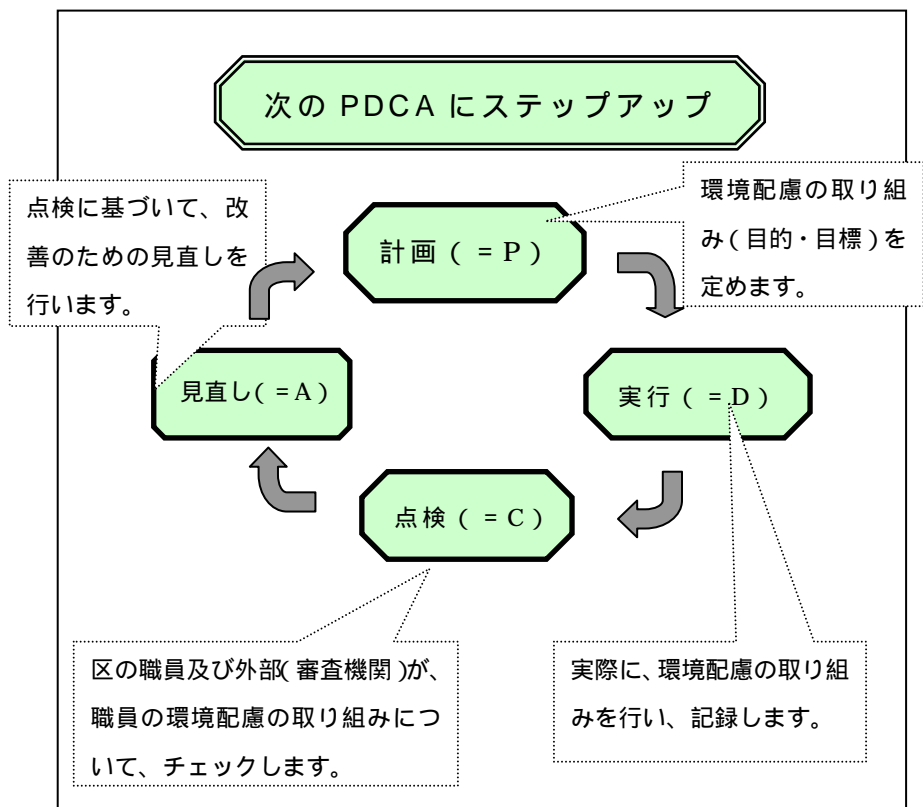 次の PDCA にステップアップ
点検に基づいて、改
善のための見直しを
行います。
計画（＝P）
環境配慮の取り組
み（目的・目標）を
定めます。
見直し（＝A）
実行（＝D）
点検（＝C）
区の職員及び外部（審査機関）が、
職員の環境配慮の取り組みにつ
いて、チェックします。
実際に、環境配慮の取り組
みを行い、記録します。